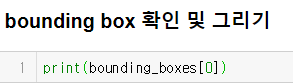 bounding box 확인 및 그리기
1 print(bounding_boxes[0])